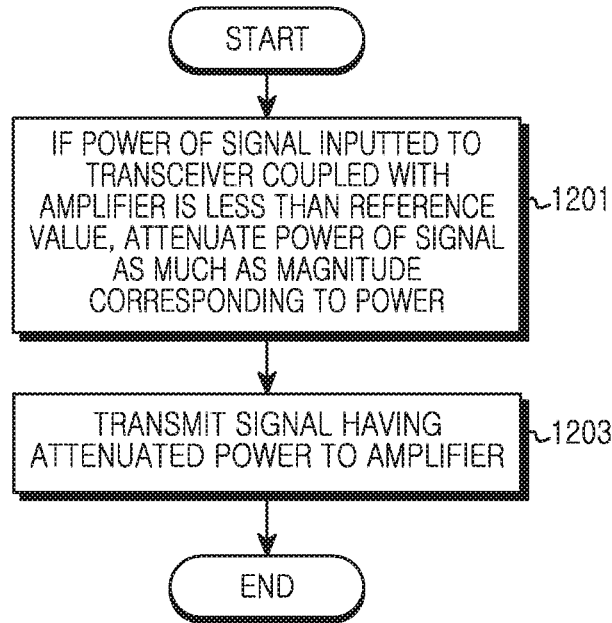 START
IF POWER OF SIGNAL INPUTTED TO
TRANSCEIVER COUPLED WITH
AMPLIFIER IS LESS THAN REFERENCE
VALUE, ATTENUATE POWER OF SIGNAL
AS MUCH AS MAGNITUDE
CORRESPONDING TO POWER
1201
TRANSMIT SIGNAL HAVING
ATTENUATED POWER TO AMPLIFIER
1203
END